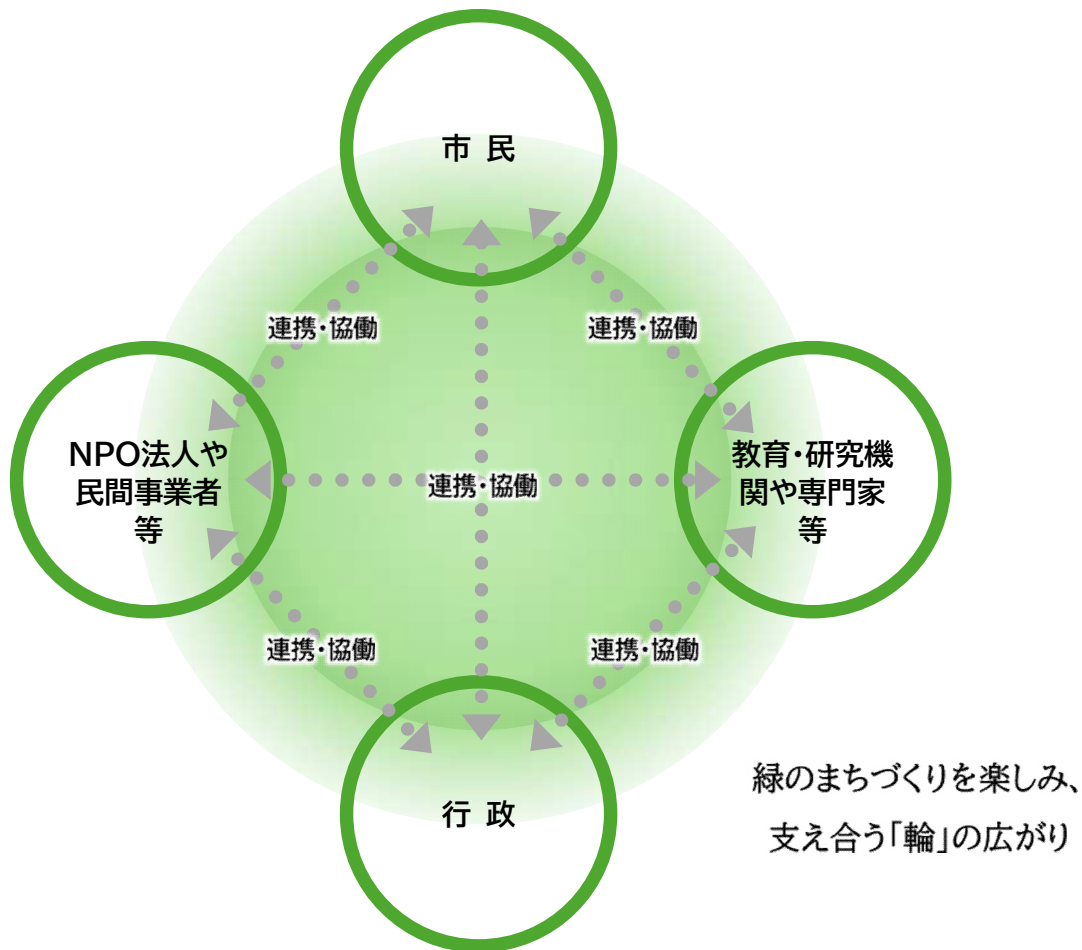 市 民
連携・協働
連携・協働
NPO法人や
民間事業者
等
連携・協働
教育・研究機
関や専門家
等
連携・協働
連携・協働
行 政
緑のまちづくりを楽しみ、
支え合う「輪」の広がり